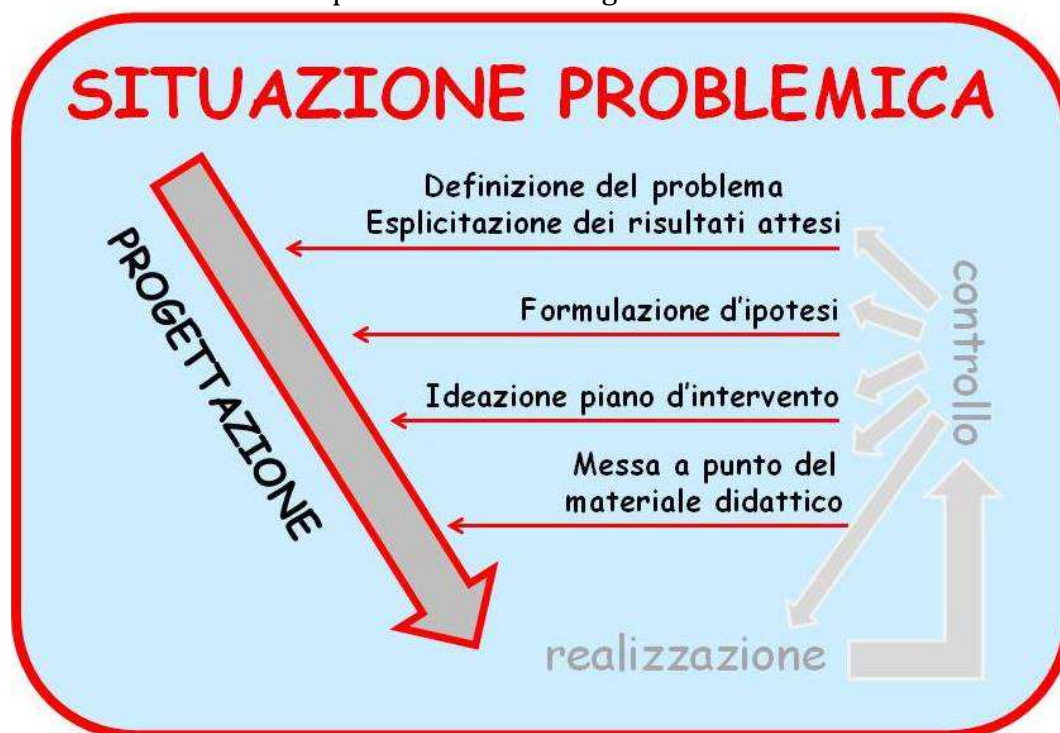 SITUAZIONE PROBLEMICA
Definizione del problema
Esplicitazione dei risultati attesi
PROGETTAZIONE
Formulazione d'ipotesi
controllo
Ideazione piano d'intervento
Messa a punto del
materiale didattico
realizzazione